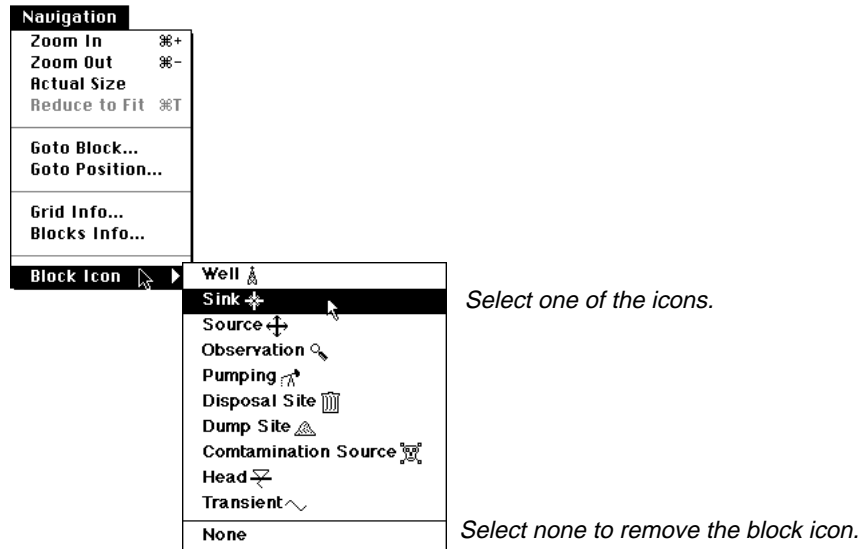 Navigation
Zoom In ⌘+
Zoom Out ⌘-
Actual Size
Reduce to Fit ⌘T
Goto Block...
Goto Position...
Grid Info...
Blocks Info...
Block Icon
Well
Sink
Select one of the icons.
Source
Observation
Pumping
Disposal Site
Dump Site
Comtamination Source
Head
Transient
None
Select none to remove the block icon.